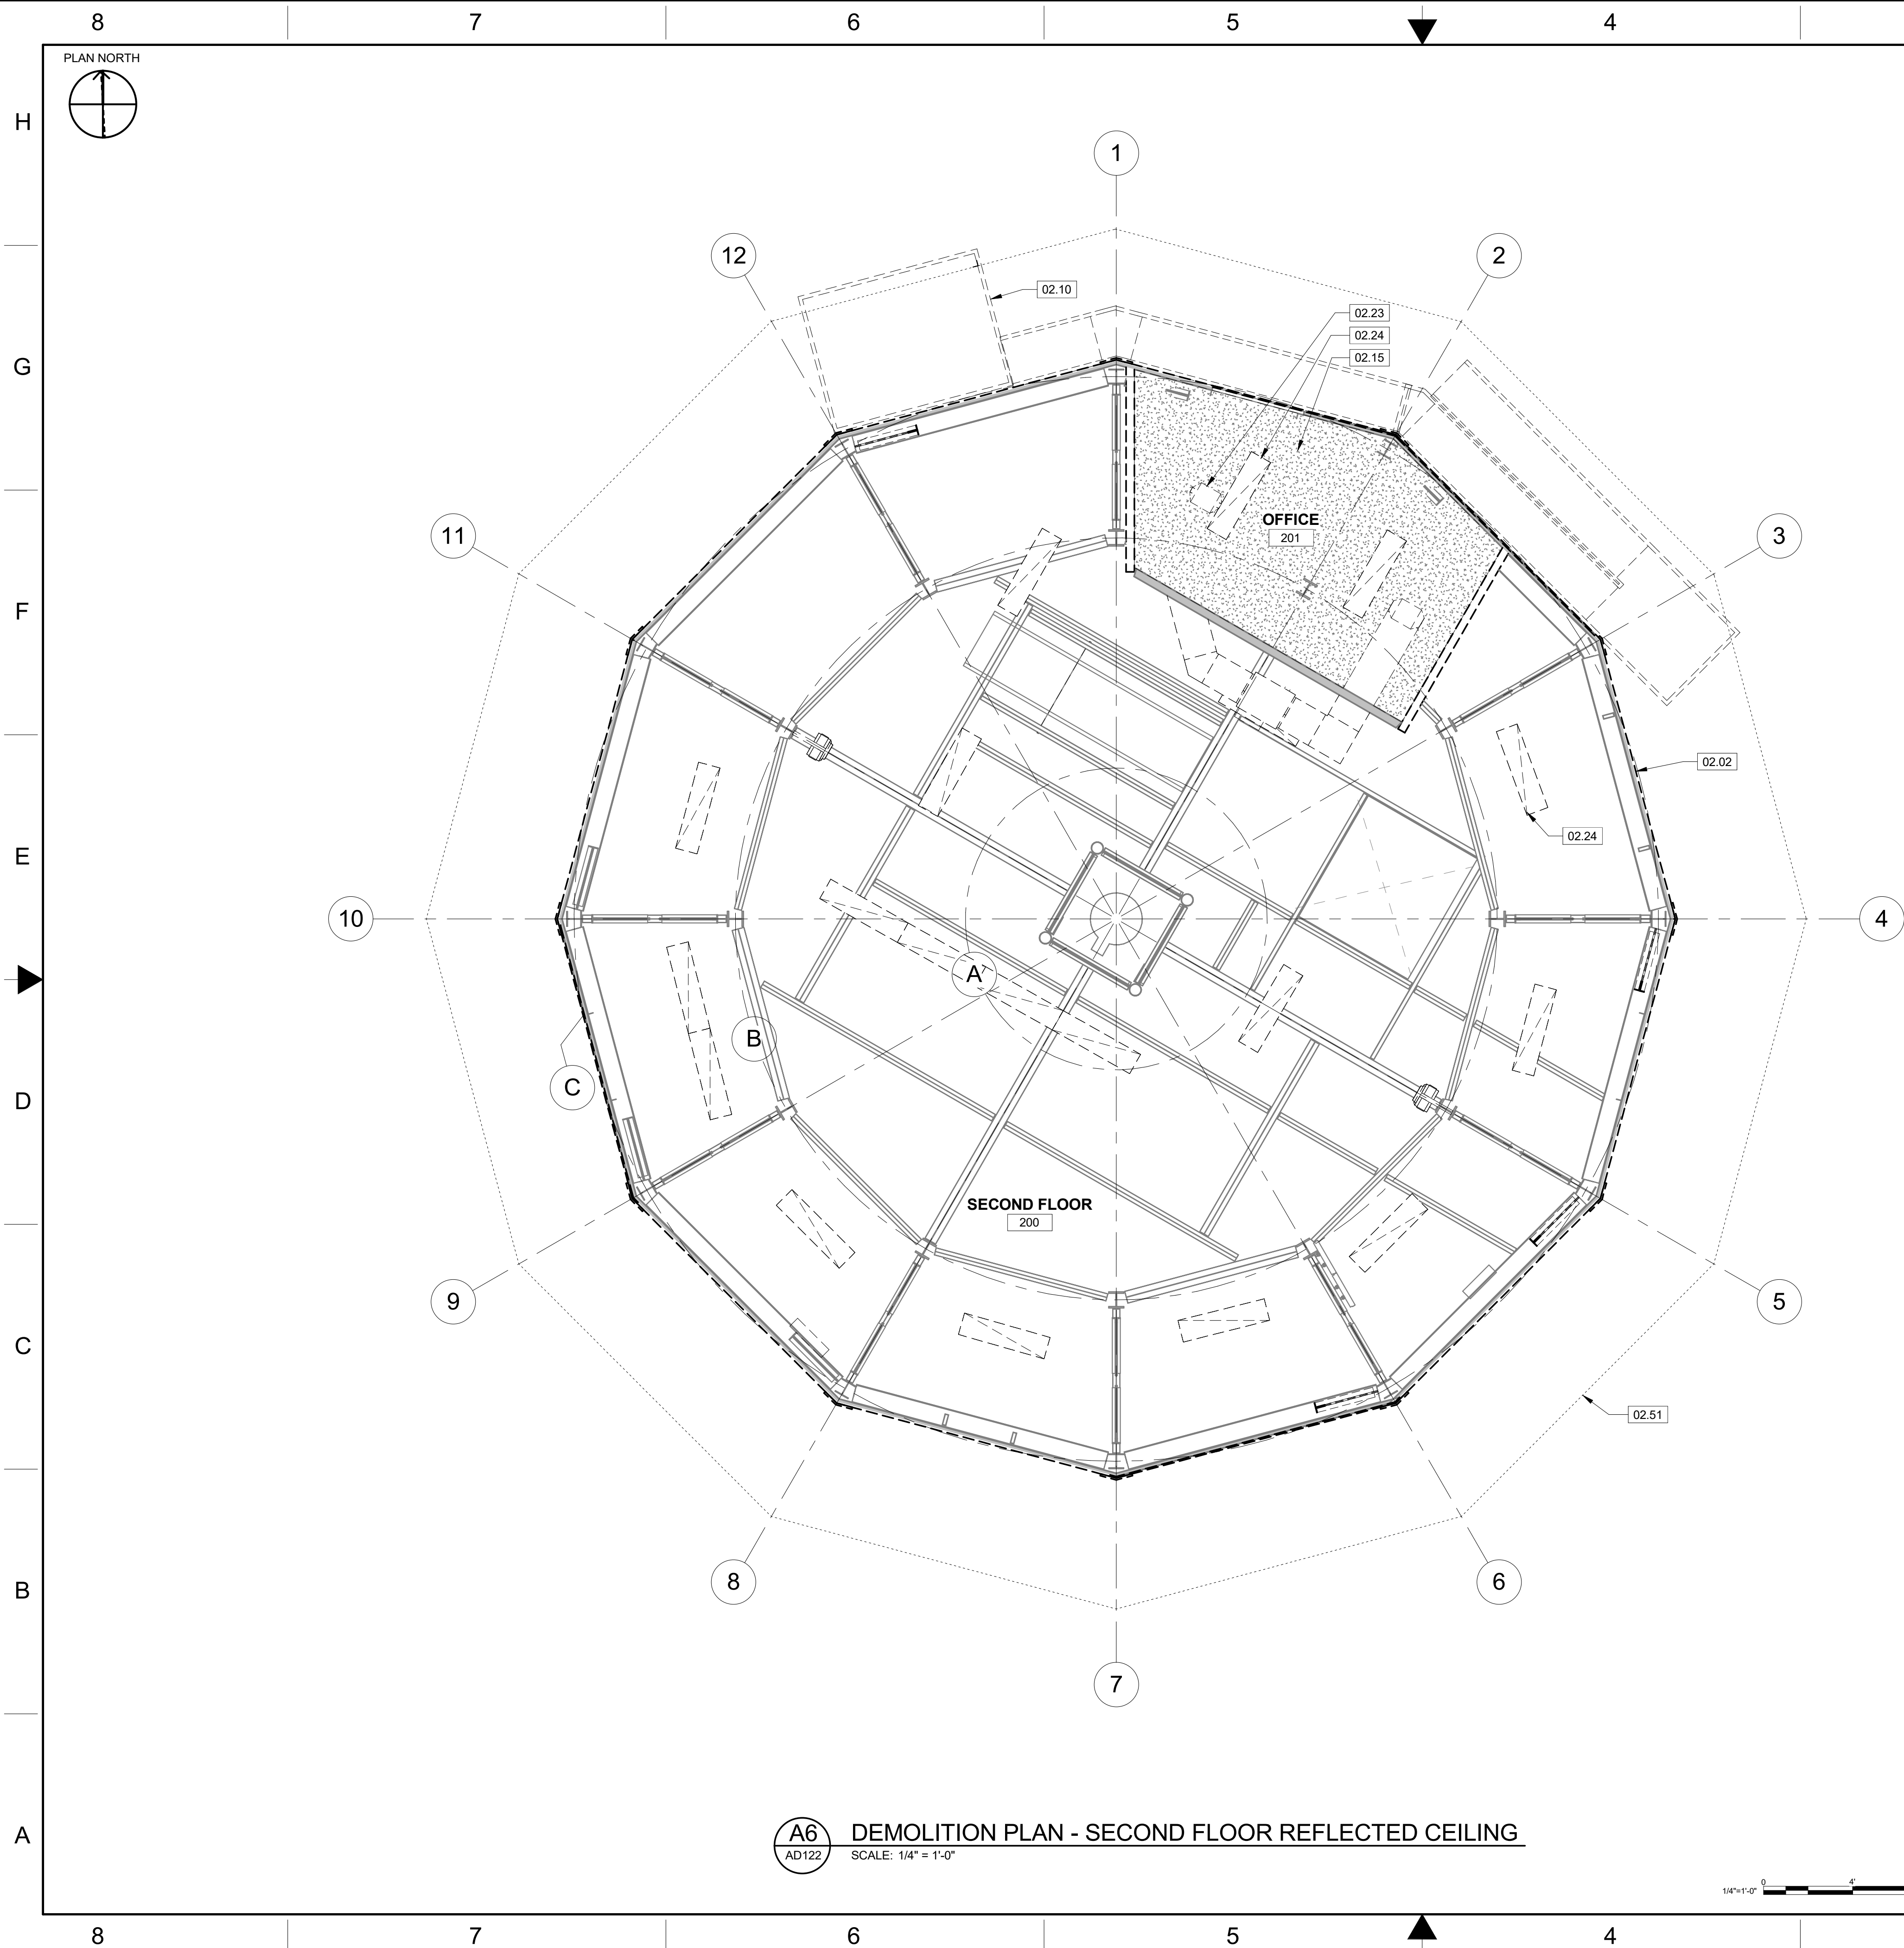 8 7 6 5 4
PLAN NORTH
H
1
12
2
02.10
02.23
02.24
02.15
G
11
OFFICE
201
3
F
02.02
02.24
E
10
4
A
B
C
D
SECOND FLOOR
200
9
5
C
02.51
8
6
B
7
A6
AD122
DEMOLITION PLAN - SECOND FLOOR REFLECTED CEILING
SCALE: 1/4" = 1'-0"
A
1/4"=1'-0"
0 4'
8 7 6 5 4